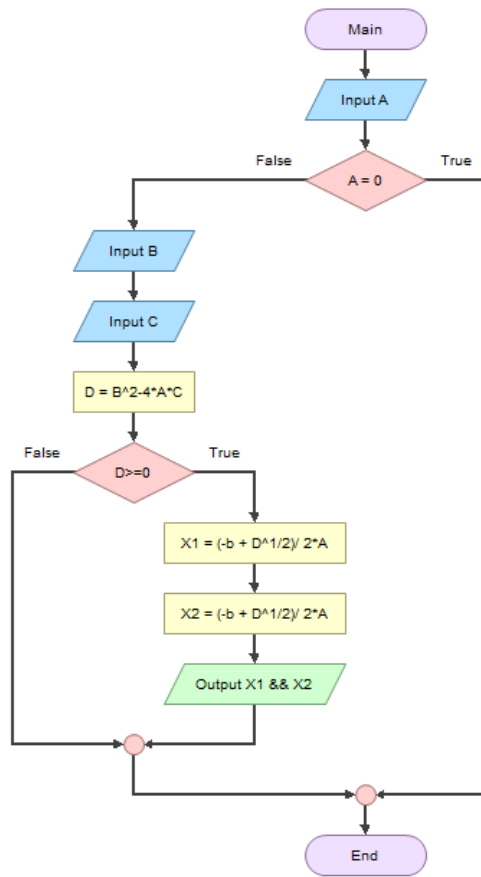 Main
Input A
False
True
A = 0
Input B
Input C
D = B^2-4*A*C
False
True
D>=0
X1 = (-b + D^1/2)/ 2*A
X2 = (-b + D^1/2)/ 2*A
Output X1 && X2
End